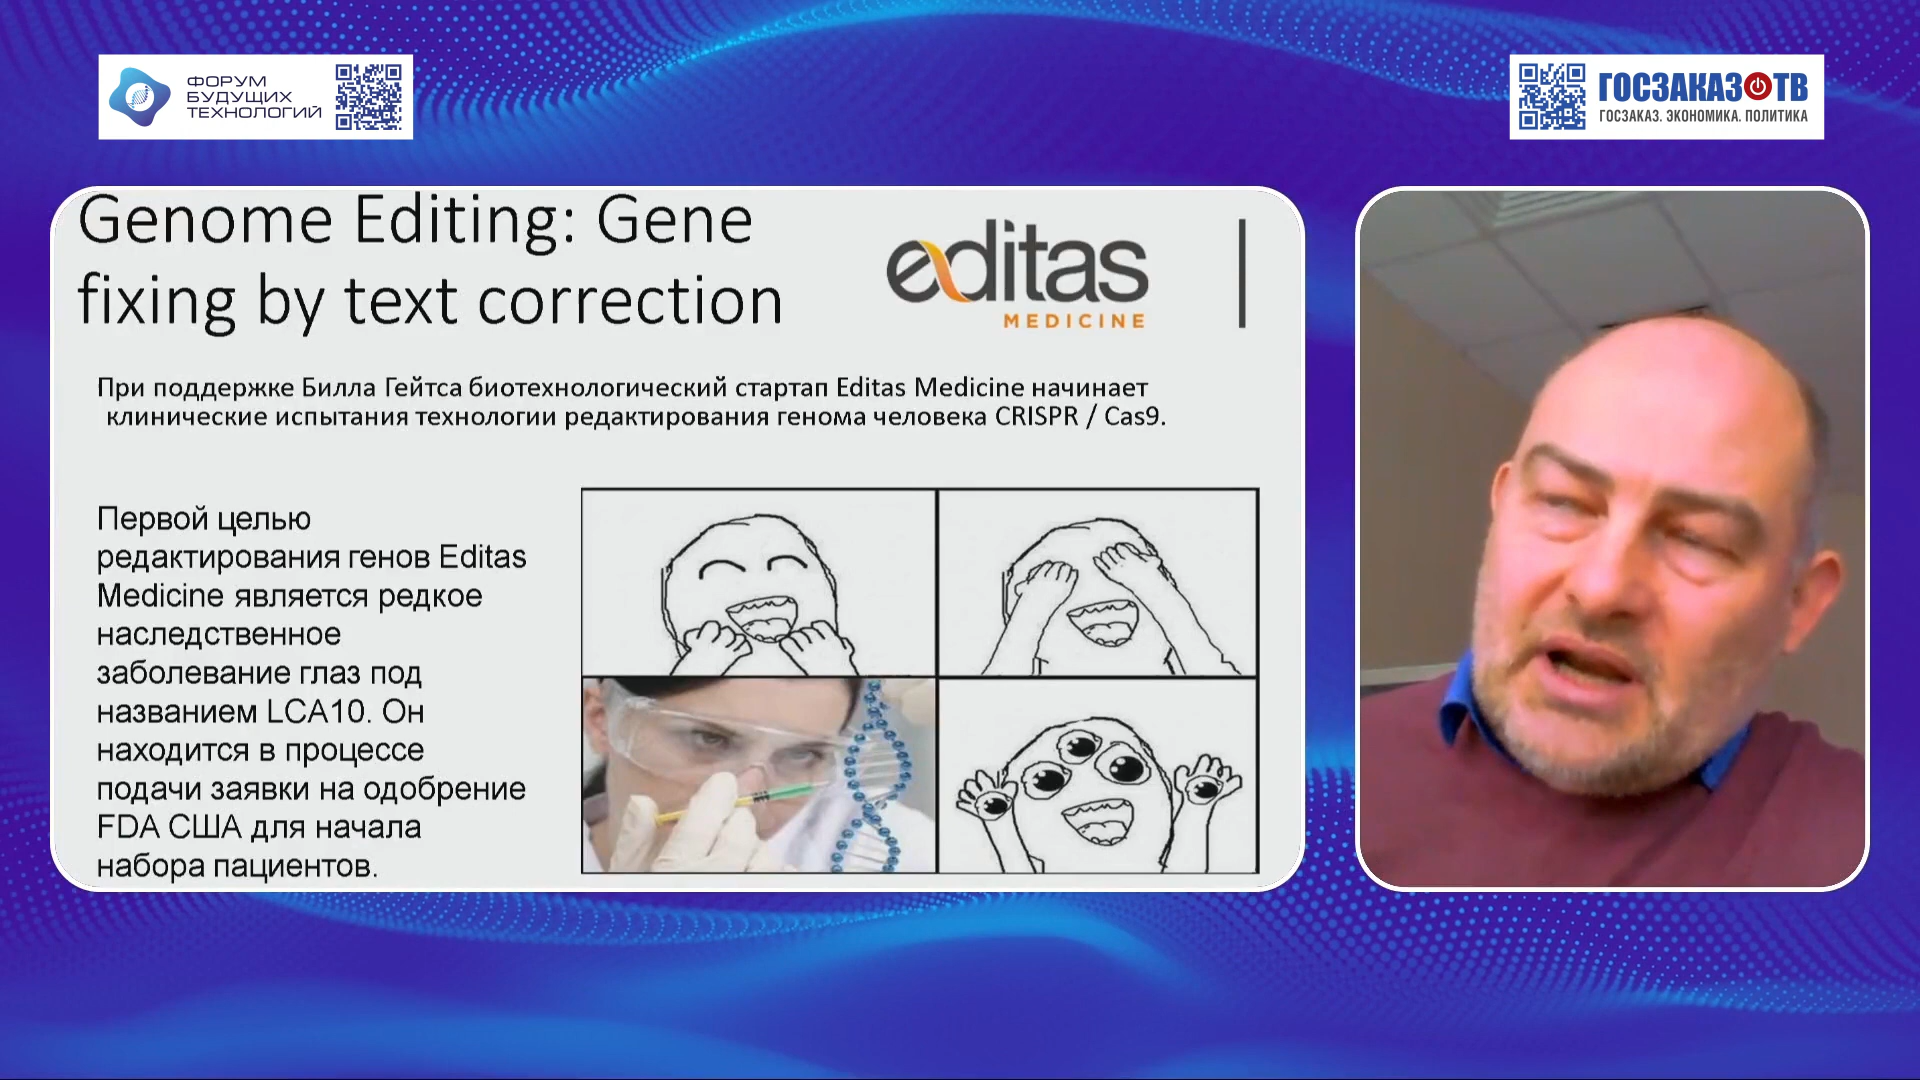 ФОРУМ
БУДУЩИХ
ТЕХНОЛОГИЙ
ГОСЗАКАЗ ТВ
ГОСЗАКАЗ. ЭКОНОМИКА. ПОЛИТИКА
Genome Editing: Gene
fixing by text correction
editas
MEDICINE
При поддержке Билла Гейтса биотехнологический стартап Editas Medicine начинает
клинические испытания технологии редактирования генома человека CRISPR / Cas9.
Первой целью
редактирования генов Editas
Medicine является редкое
наследственное
заболевание глаз под
названием LCA10. Он
находится в процессе
подачи заявки на одобрение
FDA США для начала
набора пациентов.